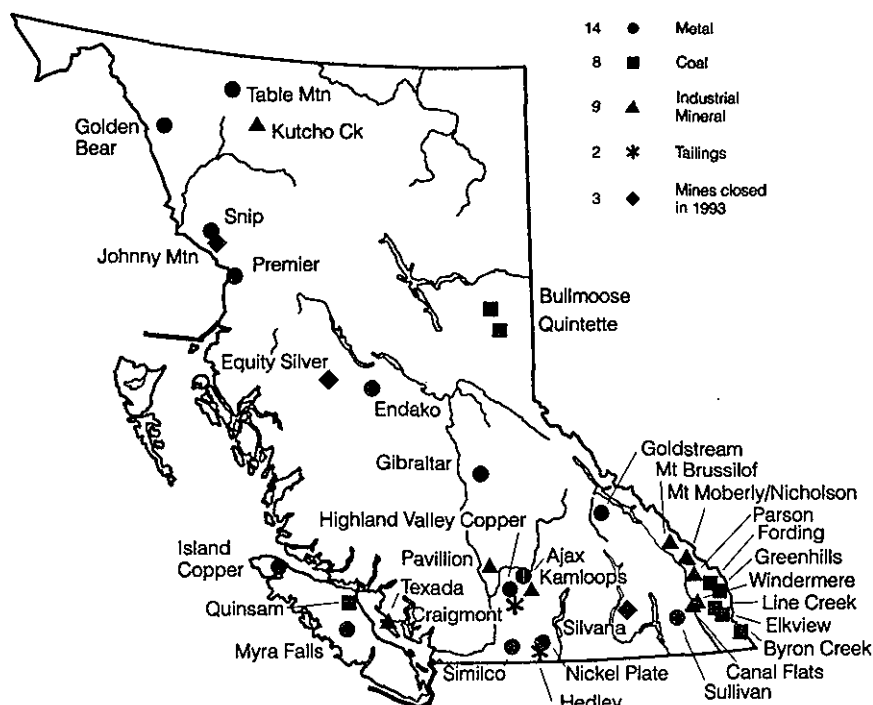 14 Metal
8 Coal
9 Industrial
Mineral
2 Tailings
3 Mines closed
in 1993
Table Mtn
Golden
Bear
Kutcho Ck
Snip
Johnny Mtn
Premier
Bullmoose
Quintette
Equity Silver
Endako
Goldstream
Gibraltar
Mt Brussilof
Mt Moberly/Nicholson
Highland Valley Copper
Parson
Fording
Island
Copper
Pavillion
Ajax
Greenhills
Texada
Kamloops
Windermere
Quinsam
Craigmont
Line Creek
Silvana
Elkview
Myra Falls
Byron Creek
Similco
Nickel Plate
Canal Flats
Sullivan
Hedley